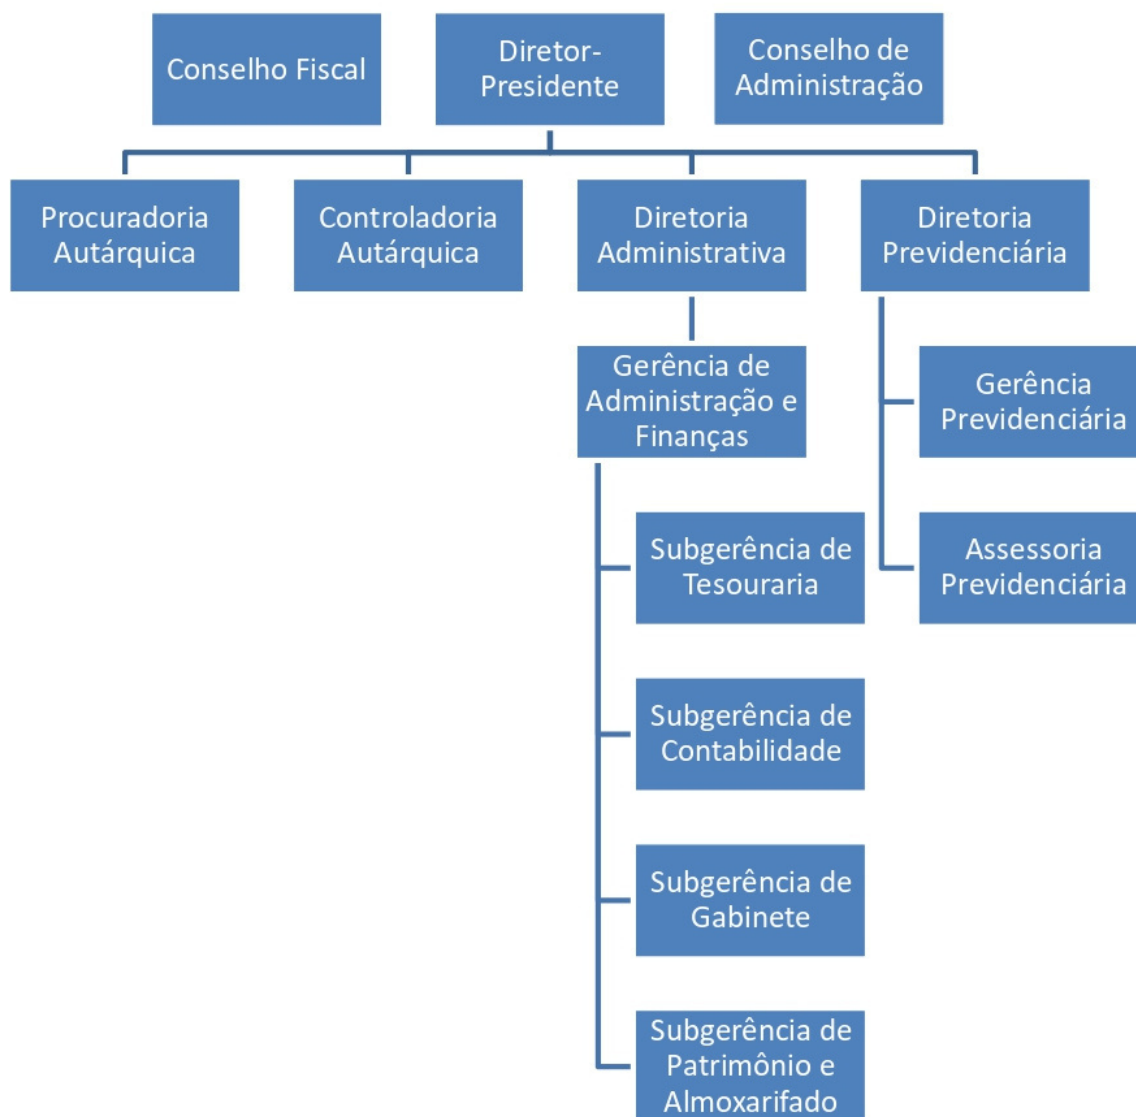 Conselho Fiscal
Diretor-
Presidente
Conselho de
Administração
Procuradoria
Autárquica
Controladoria
Autárquica
Diretoria
Administrativa
Diretoria
Previdenciária
Gerência de
Administração e
Finanças
Gerência
Previdenciária
Subgerência de
Tesouraria
Assessoria
Previdenciária
Subgerência de
Contabilidade
Subgerência de
Gabinete
Subgerência de
Patrimônio e
Almoxarifado